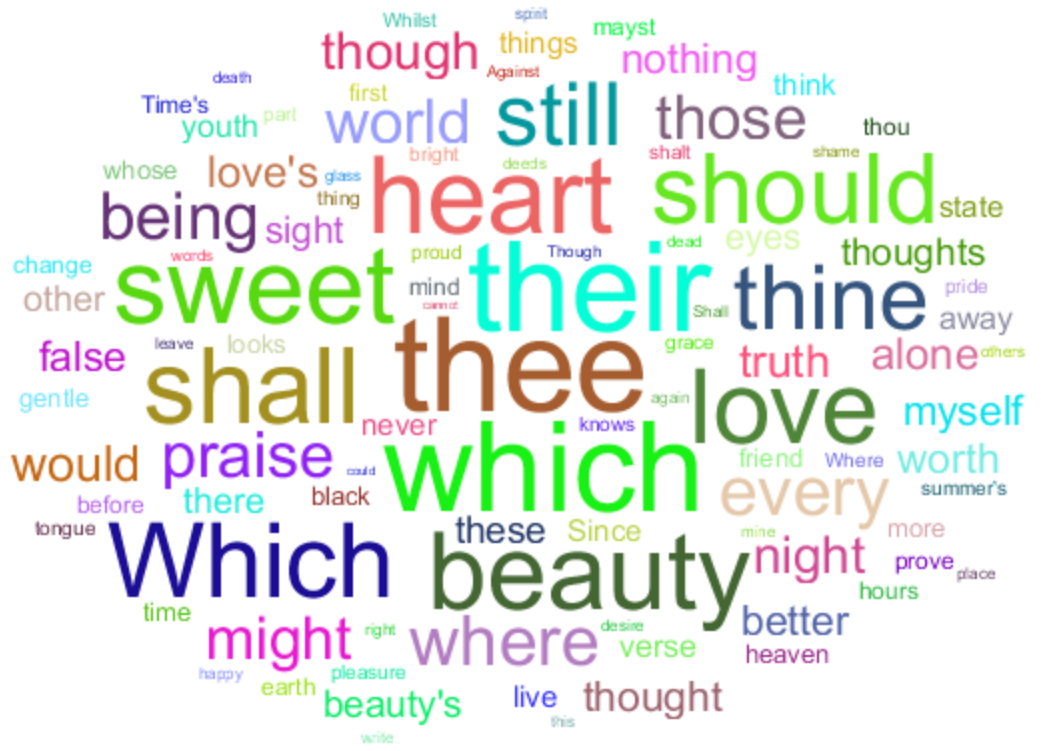 spirit
Whilst
mayst
though
things
nothing
Against
death
think
first
Time's
still
part
world
those
youth
thou
bright
shalt
shame
whose
love's
deeds
glass
heart
should
thing
being
state
sight
eyes
dead
proud
Though
thoughts
words
change
sweet
mind
their
thine
pride
other
cannot
Shall
away
leave
looks
grace
false
thee
truth
alone
others
shall
gentle
again
love
myself
never
knows
praise
which
friend
Where
worth
would
could
every
summer's
there
black
before
tongue
Which
these
Since
mine
more
beauty
night
prove
place
hours
time
better
might
right
where
desire
verse
heaven
happy
pleasure
earth
beauty's
live
thought
this
write